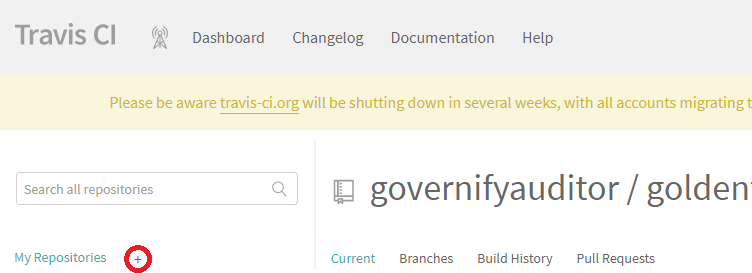 Travis CI Dashboard Changelog Documentation Help
Please be aware travis-ci.org will be shutting down in several weeks, with all accounts migrating t
Search all repositories
governifyauditor / golden
My Repositories + Current Branches Build History Pull Requests